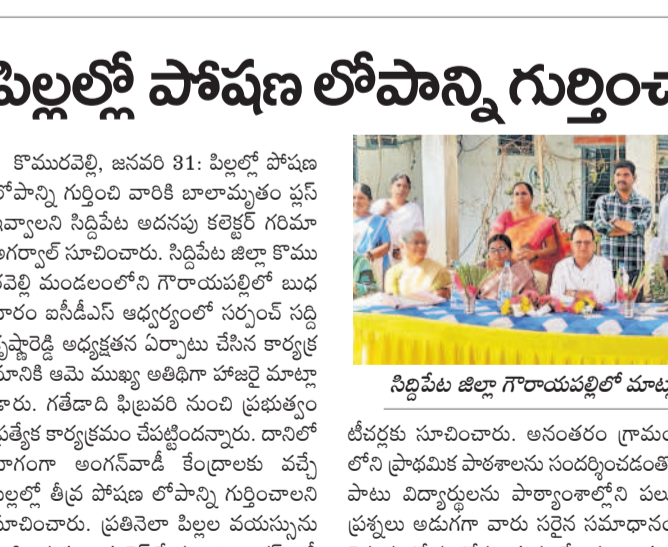 పిల్లల్లో పోషణ లోపాన్ని గుర్తించ
కొమురవెల్లి, జనవరి 31: పిల్లల్లో పోషణ
లోపాన్ని గుర్తించి వారికి బాలామృతం ప్లస్
ఇవ్వాలని సిద్దిపేట అదనపు కలెక్టర్ గరిమా
అగర్వాల్ సూచించారు. సిద్దిపేట జిల్లా కొము
రవెల్లి మండలంలోని గౌరాయపల్లిలో బుధ
వారం ఐసీడీఎస్ ఆధ్వర్యంలో సర్పంచ్ సద్ది
కృష్ణారెడ్డి అధ్యక్షతన ఏర్పాటు చేసిన కార్యక్ర
మానికి ఆమె ముఖ్య అతిథిగా హాజరై మాట్లా
డారు. గతేడాది ఫిబ్రవరి నుంచి ప్రభుత్వం
ప్రత్యేక కార్యక్రమం చేపట్టిందన్నారు. దానిలో
భాగంగా అంగన్‌వాడీ కేంద్రాలకు వచ్చే
పిల్లల్లో తీవ్ర పోషణ లోపాన్ని గుర్తించాలని
సూచించారు. ప్రతినెలా పిల్లల వయస్సును
సిద్దిపేట జిల్లా గౌరాయపల్లిలో మాట్ల
టీచర్లకు సూచించారు. అనంతరం గ్రామం
లోని ప్రాథమిక పాఠశాలను సందర్శించడంతో
పాటు విద్యార్థులను పాఠ్యాంశాల్లోని పలు
ప్రశ్నలు అడుగగా వారు సరైన సమాధానం